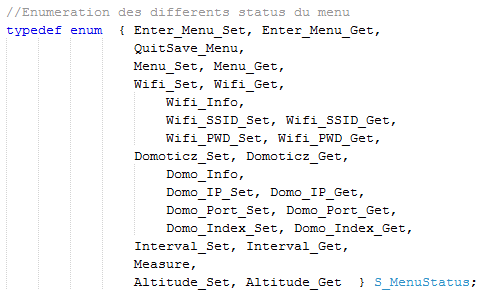 //Enumeration des differents status du menu
typedef enum  { Enter_Menu_Set, Enter_Menu_Get,
QuitSave_Menu,
Menu_Set, Menu_Get,
Wifi_Set, Wifi_Get,
Wifi_Info,
Wifi_SSID_Set, Wifi_SSID_Get,
Wifi_PWD_Set, Wifi_PWD_Get,
Domoticz_Set, Domoticz_Get,
Domo_Info,
Domo_IP_Set, Domo_IP_Get,
Domo_Port_Set, Domo_Port_Get,
Domo_Index_Set, Domo_Index_Get,
Interval_Set, Interval_Get,
Measure,
Altitude_Set, Altitude_Get  } S_MenuStatus;